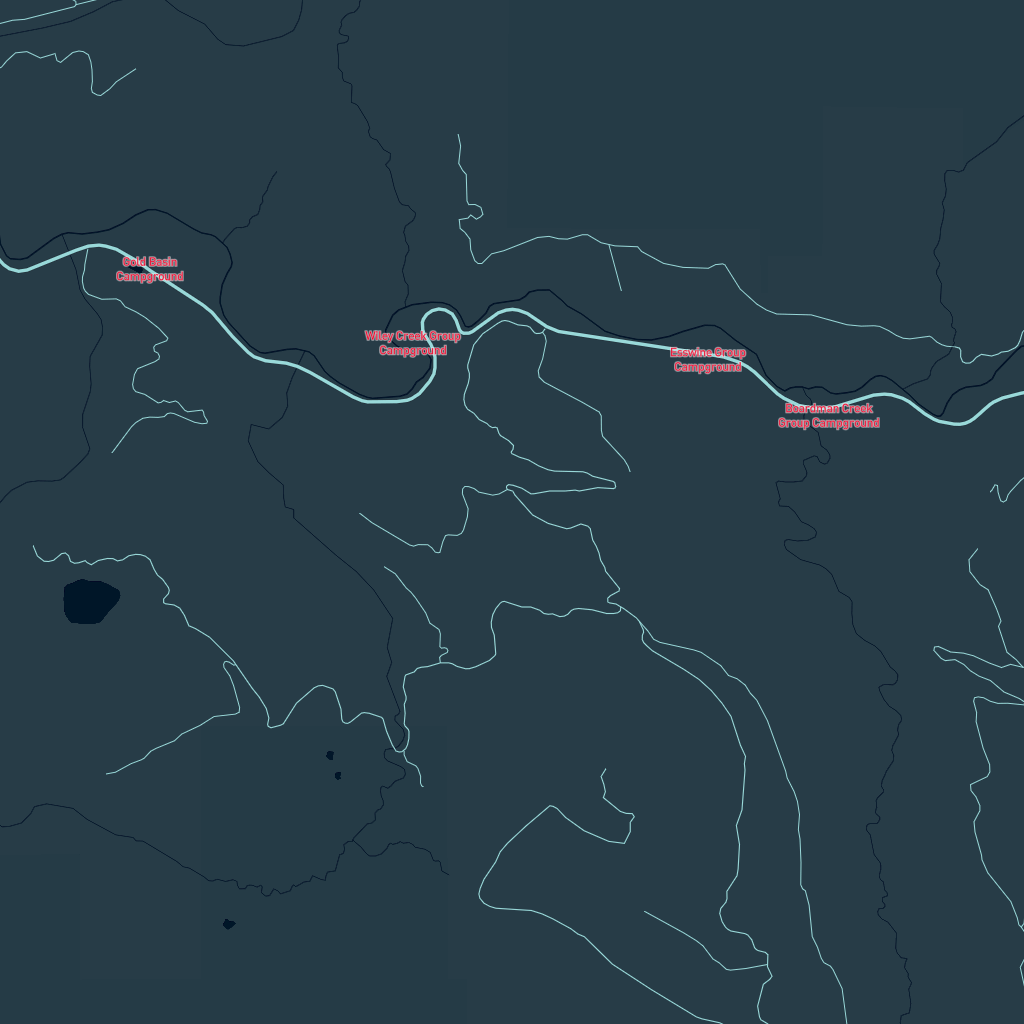 Gold Basin
Campground
Wiley Creek Group
Campground
Esswine Group
Campground
Boardman Creek
Group Campground